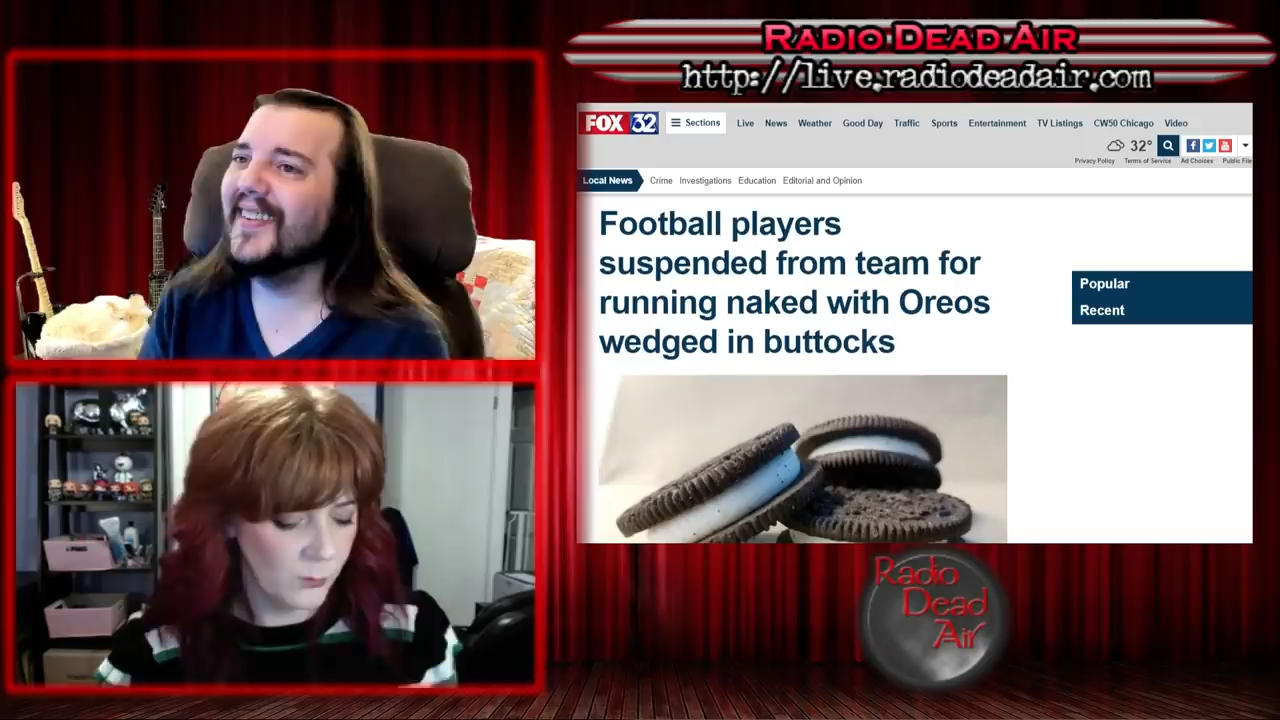 RADIO DEAD AIR
http://live.radiodeadair.com
FOX 32
Sections Live News Weather Good Day Traffic Sports Entertainment TV Listings CW50 Chicago Video
32°
Privacy Policy Terms of Service Ad Choices Public File
Local News Crime Investigations Education Editorial and Opinion
Football players
suspended from team for
running naked with Oreos
wedged in buttocks
Popular
Recent
Radio
Dead
Air